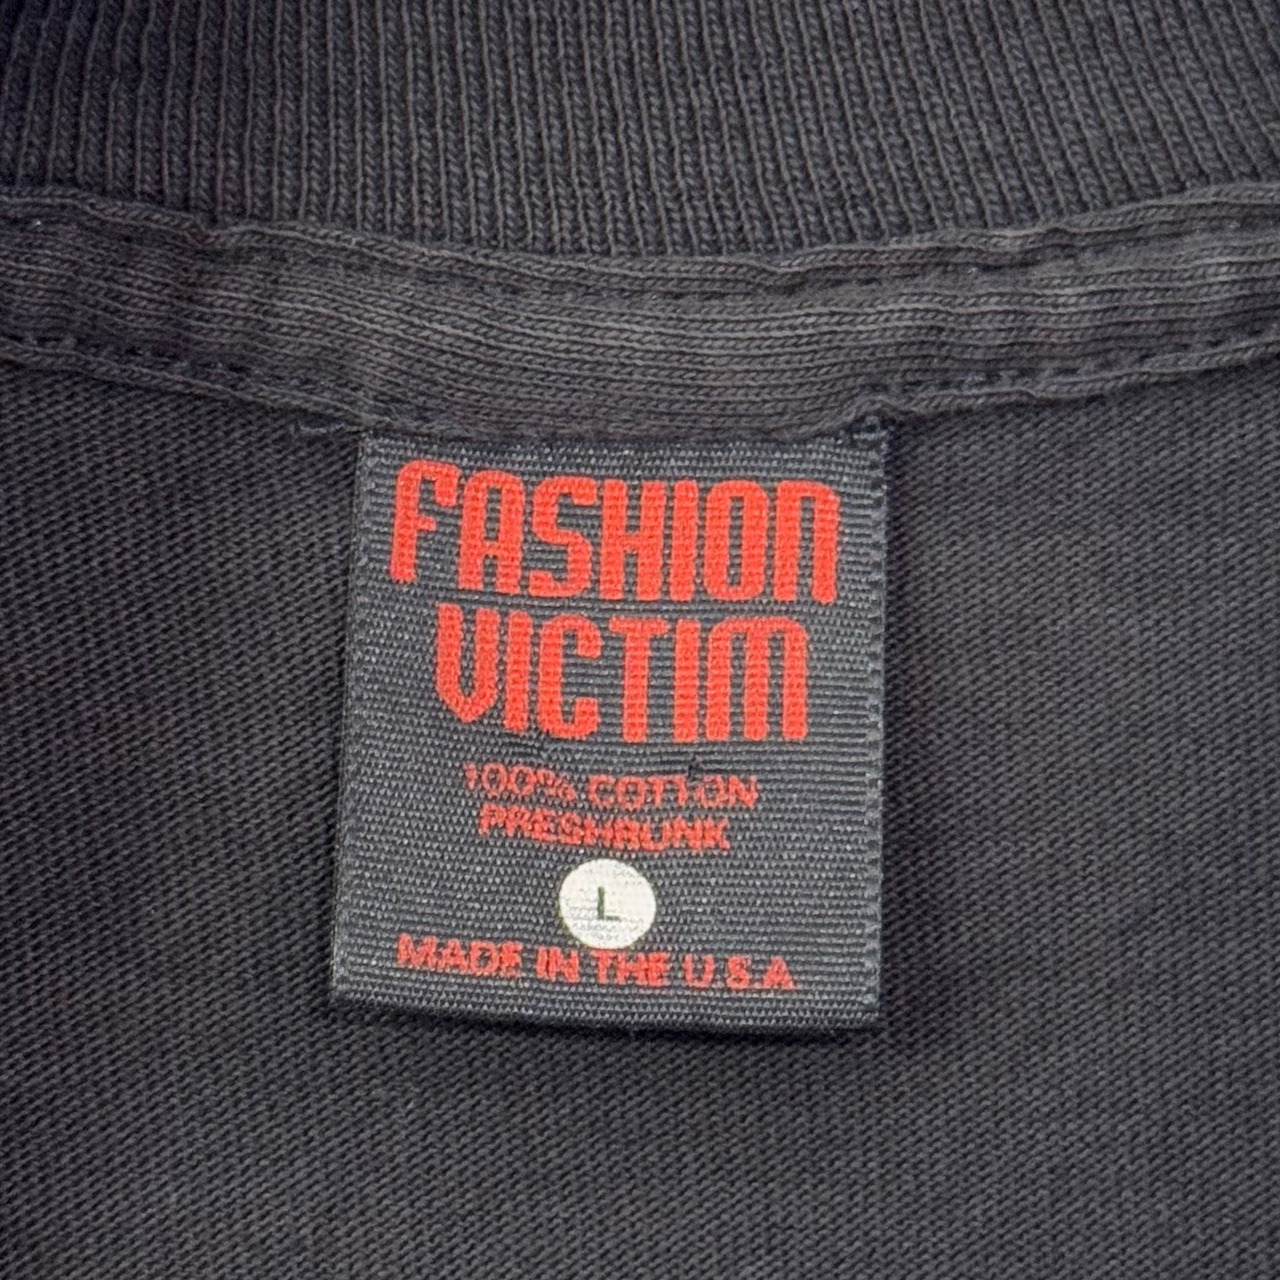 FASHION
VICTIM
100% COTTON
PRESHRUNK
L
MADE IN THE U.S.A